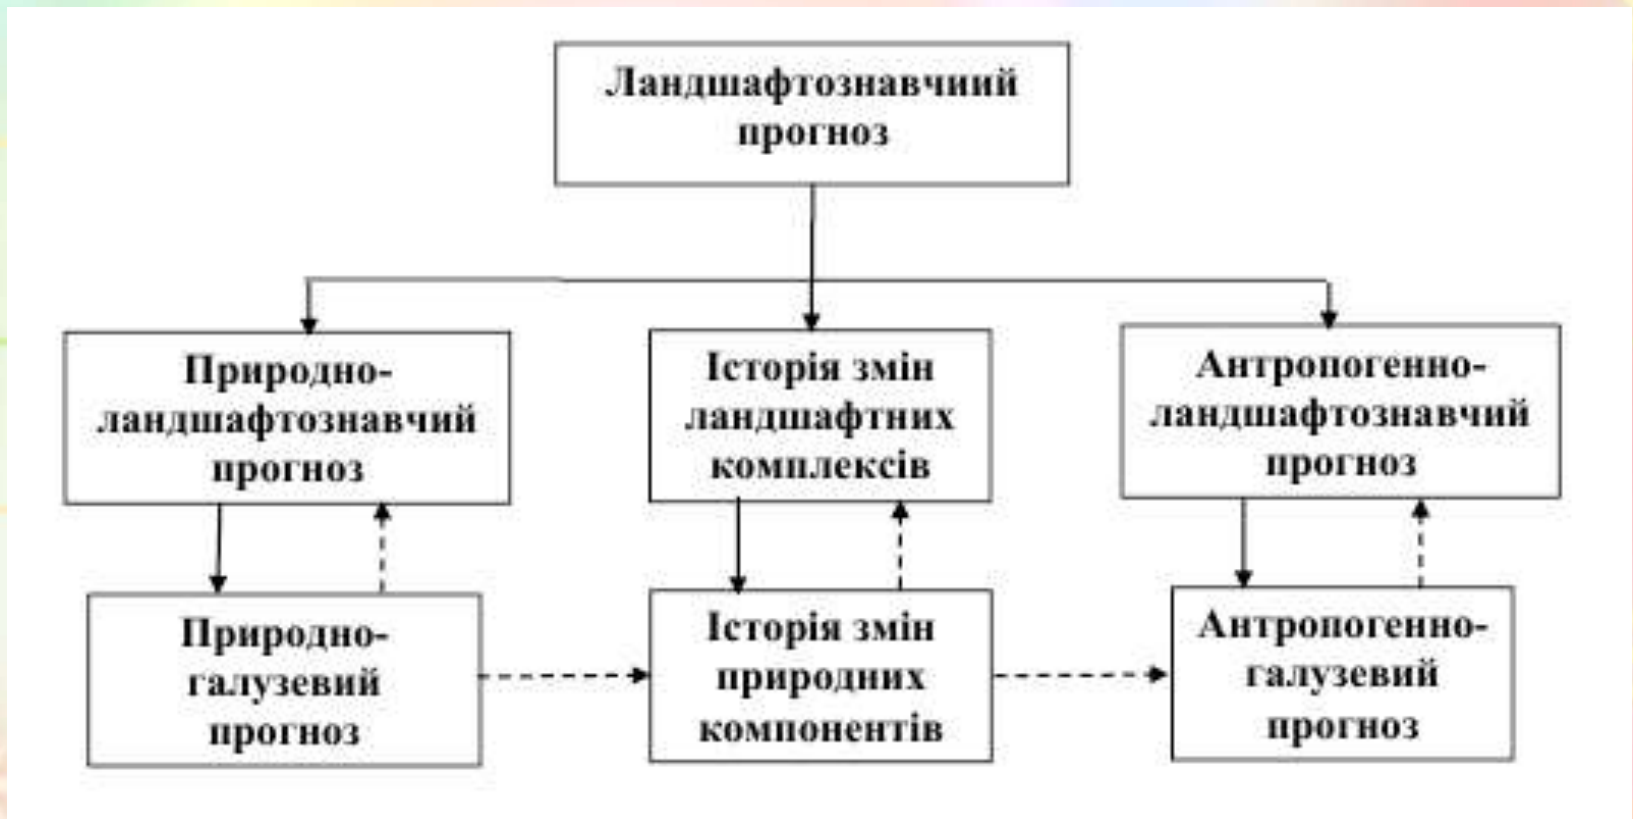 Ландшафтознавчиий
прогноз
Природно-
ландшафтознавчий
прогноз
Історія змін
ландшафтних
комплексів
Антропогенно-
ландшафтознавчий
прогноз
Природно-
галузевий
прогноз
Історія змін
природних
компонентів
Антропогенно-
галузевий
прогноз